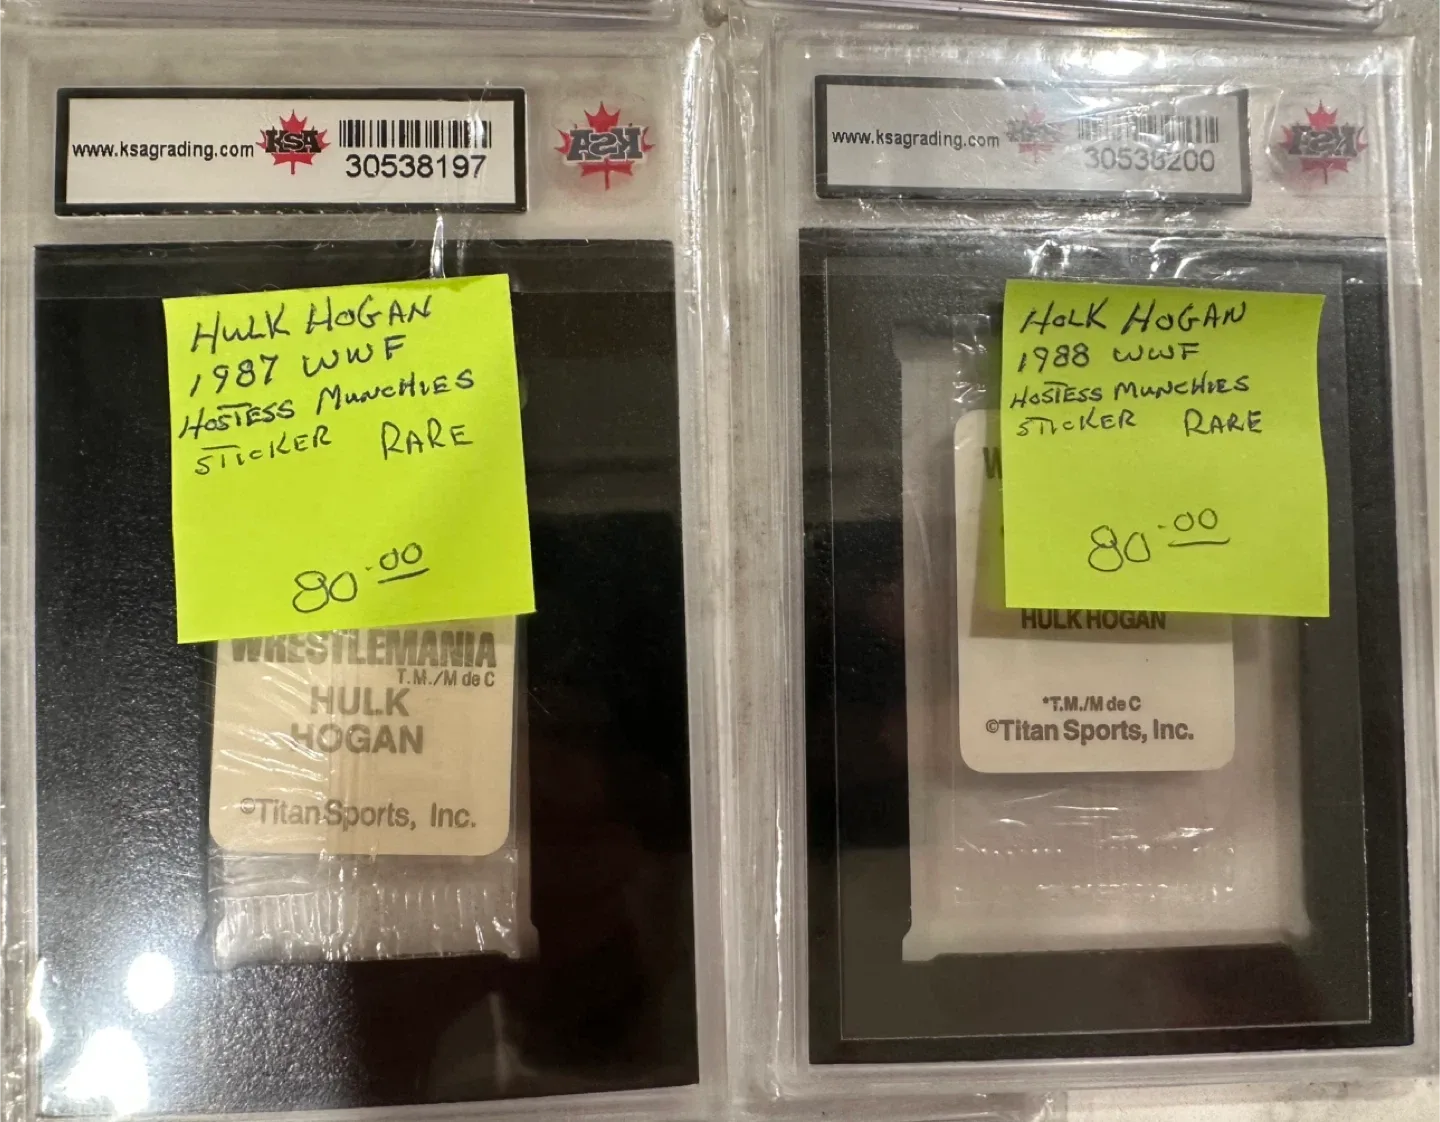 www.ksagrading.com KSA
30538197
KSA
HULK HOGAN
1987 WWF
HOSTESS MUNCHIES
STICKER RARE
80.00
WRESTLEMANIA
T.M./M de C
HULK
HOGAN
©Titan Sports, Inc.
www.ksagrading.com KSA
30538200
KSA
HOLK HOGAN
1988 WWF
HOSTESS MUNCHIES
STICKER RARE
80.00
W
HULK HOGAN
*T.M./M de C
©Titan Sports, Inc.